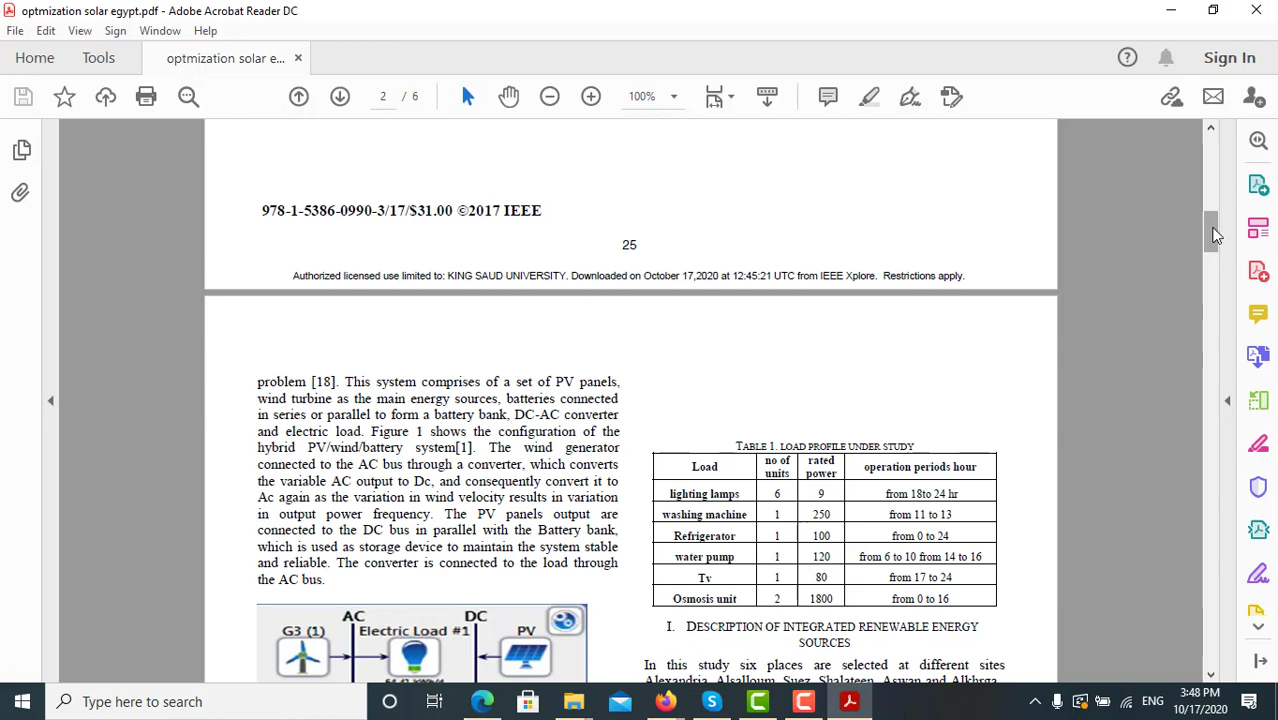 optmization solar egypt.pdf - Adobe Acrobat Reader DC
File Edit View Sign Window Help
Home Tools optmization solar e... × Sign In
2 / 6 100%
978-1-5386-0990-3/17/$31.00 ©2017 IEEE
25
Authorized licensed use limited to: KING SAUD UNIVERSITY. Downloaded on October 17,2020 at 12:45:21 UTC from IEEE Xplore. Restrictions apply.
problem [18]. This system comprises of a set of PV panels,
wind turbine as the main energy sources, batteries connected
in series or parallel to form a battery bank, DC-AC converter
and electric load. Figure 1 shows the configuration of the
hybrid PV/wind/battery system[1]. The wind generator
connected to the AC bus through a converter, which converts
the variable AC output to Dc, and consequently convert it to
Ac again as the variation in wind velocity results in variation
in output power frequency. The PV panels output are
connected to the DC bus in parallel with the Battery bank,
which is used as storage device to maintain the system stable
and reliable. The converter is connected to the load through
the AC bus.
AC DC
G3 (1) Electric Load #1 PV
TABLE 1. LOAD PROFILE UNDER STUDY
Load no of units rated power operation periods hour
lighting lamps 6 9 from 18to 24 hr
washing machine 1 250 from 11 to 13
Refrigerator 1 100 from 0 to 24
water pump 1 120 from 6 to 10 from 14 to 16
Tv 1 80 from 17 to 24
Osmosis unit 2 1800 from 0 to 16
I. DESCRIPTION OF INTEGRATED RENEWABLE ENERGY
SOURCES
In this study six places are selected at different sites
Alexandria, Alsalloum, Suez, Shalateen, Aswan and Alkhrga
Type here to search
ENG
3:48 PM
10/17/2020